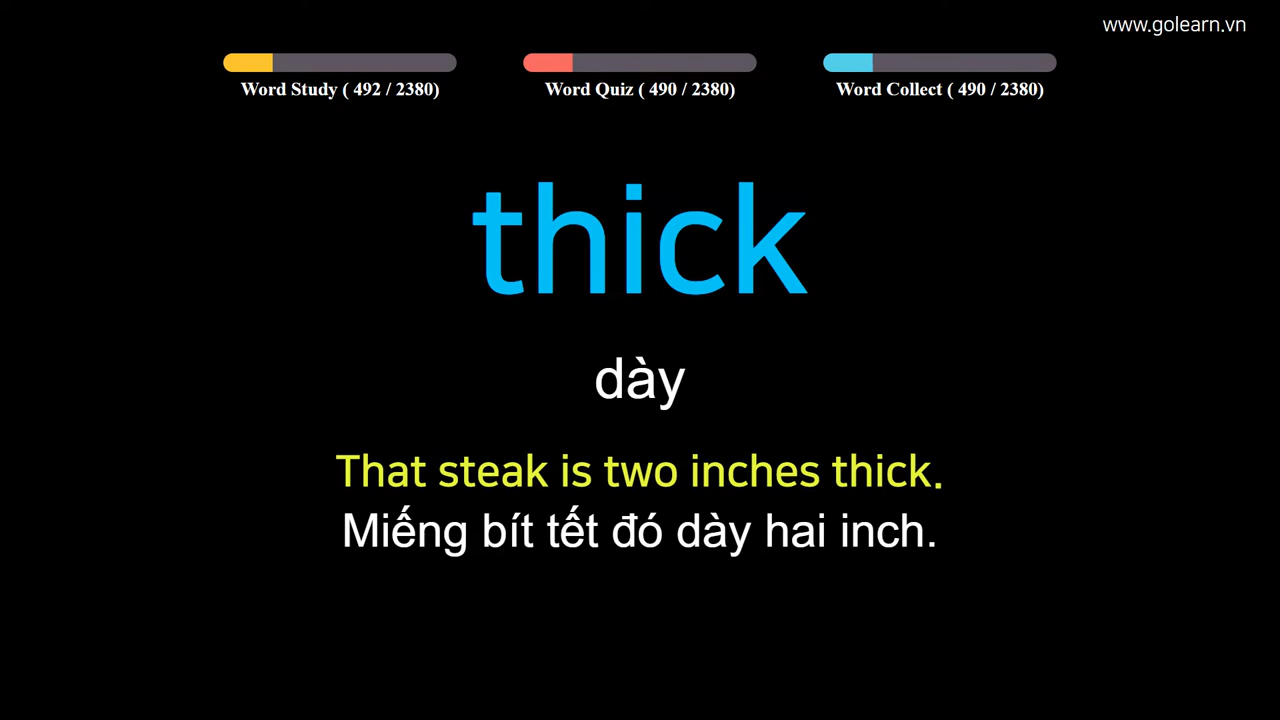 www.golearn.vn
Word Study ( 492 / 2380)
Word Quiz ( 490 / 2380)
Word Collect ( 490 / 2380)
thick
dày
That steak is two inches thick.
Miếng bít tết đó dày hai inch.